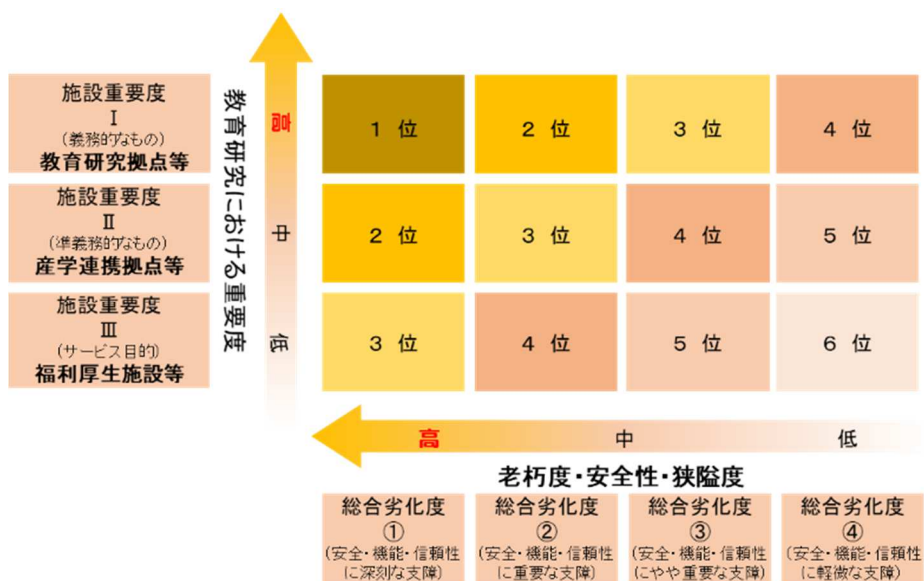 施設重要度
Ⅰ
(義務的なもの)
教育研究拠点等
施設重要度
Ⅱ
(準義務的なもの)
産学連携拠点等
施設重要度
Ⅲ
(サービス目的)
福利厚生施設等
教育研究における重要度
高
中
低
1 位
2 位
3 位
4 位
2 位
3 位
4 位
5 位
3 位
4 位
5 位
6 位
高
中
低
老朽度・安全性・狭隘度
総合劣化度
①
(安全・機能・信頼性
に深刻な支障)
総合劣化度
②
(安全・機能・信頼性
に重要な支障)
総合劣化度
③
(安全・機能・信頼性
にやや重要な支障)
総合劣化度
④
(安全・機能・信頼性
に軽微な支障)